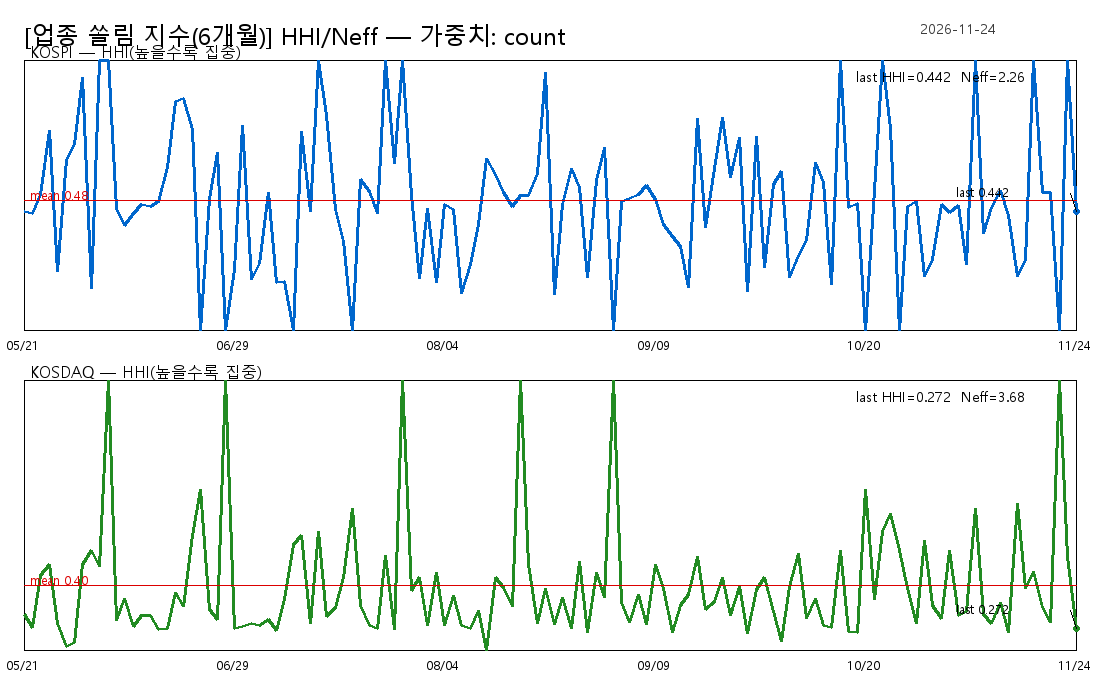 [업종 쏠림 지수(6개월)] HHI/Neff — 가중치: count
2026-11-24
KOSPI — HHI(높을수록 집중)
last HHI=0.442 Neff=2.26
mean 0.48
last 0.442
05/21 06/29 08/04 09/09 10/20 11/24
KOSDAQ — HHI(높을수록 집중)
last HHI=0.272 Neff=3.68
mean 0.40
last 0.272
05/21 06/29 08/04 09/09 10/20 11/24